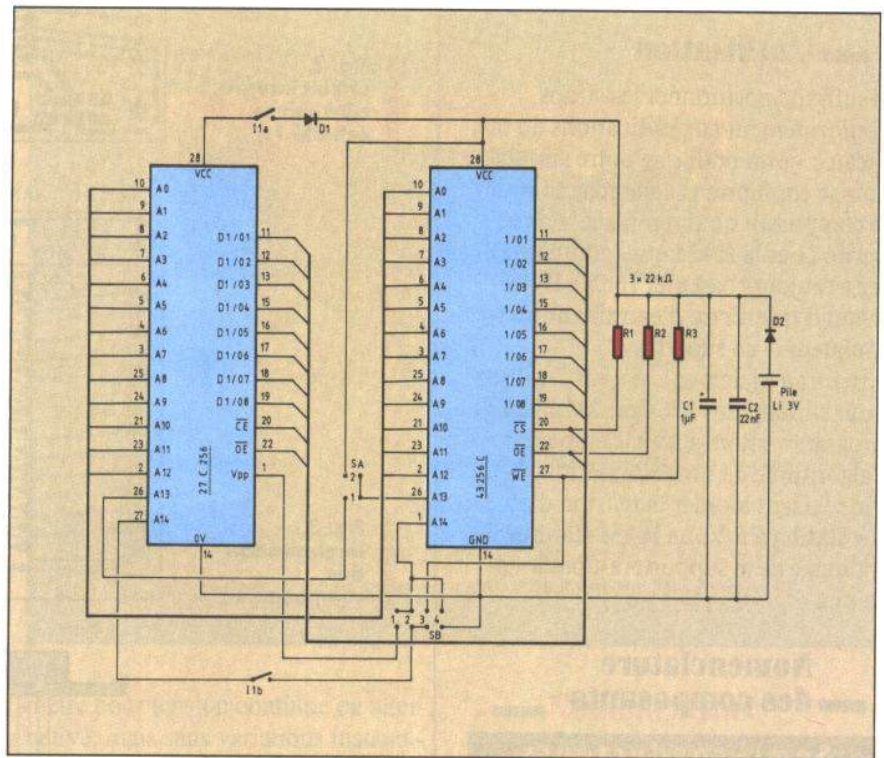 I1a
D1
28
VCC
10 A0
9 A1
8 A2
7 A3
6 A4
5 A5
4 A6
3 A7
25 A8
24 A9
21 A10
23 A11
2 A12
26 A13
27 A14
D1/01 11
D1/02 12
D1/03 13
D1/04 15
D1/05 16
D1/06 17
D1/07 18
D1/08 19
CE 20
OE 22
Vpp 1
27 C 256
0V
14
SA
2
1
28
VCC
10 A0
9 A1
8 A2
7 A3
6 A4
5 A5
4 A6
3 A7
25 A8
24 A9
21 A10
23 A11
2 A12
26 A13
1 A14
1/01 11
1/02 12
1/03 13
1/04 15
1/05 16
1/06 17
1/07 18
1/08 19
CS 20
OE 22
WE 27
43256 C
GND
14
3×22 kΩ
R1
R2
R3
C1
1µF
C2
22nF
D2
Pile
Li 3V
1 2 3 4
SB
I1b
Nomenclature
des composants